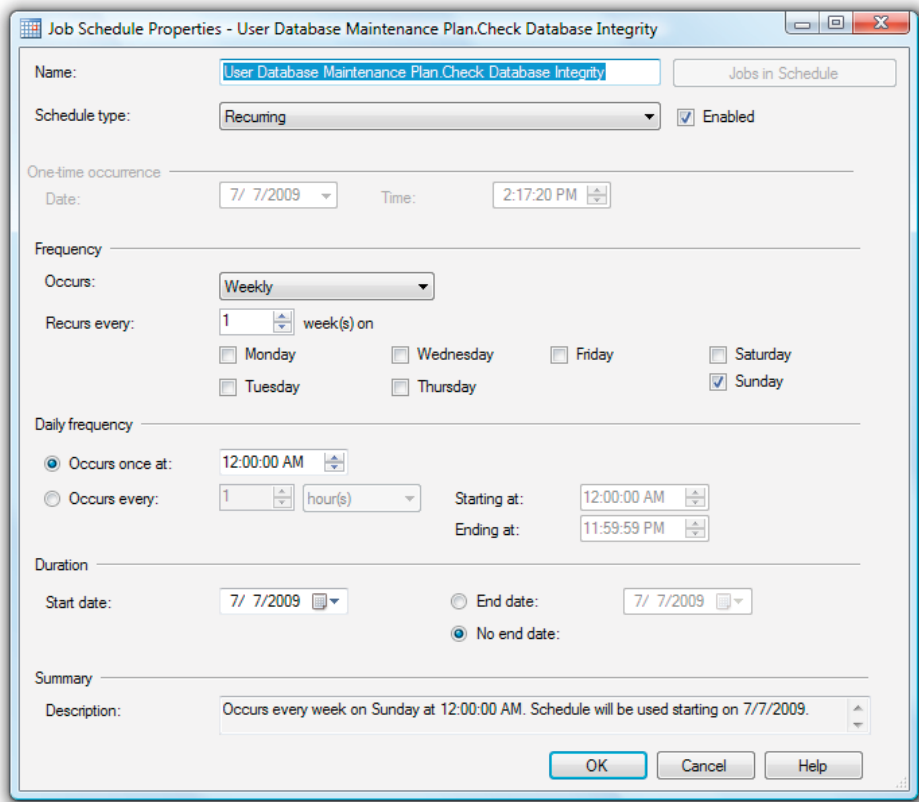 Job Schedule Properties - User Database Maintenance Plan.Check Database Integrity
Name: User Database Maintenance Plan.Check Database Integrity Jobs in Schedule
Schedule type: Recurring Enabled
One-time occurrence
Date: 7/ 7/2009 Time: 2:17:20 PM
Frequency
Occurs: Weekly
Recurs every: 1 week(s) on
Monday Wednesday Friday Saturday
Tuesday Thursday Sunday
Daily frequency
Occurs once at: 12:00:00 AM
Occurs every: 1 hour(s) Starting at: 12:00:00 AM
Ending at: 11:59:59 PM
Duration
Start date: 7/ 7/2009 End date: 7/ 7/2009
No end date:
Summary
Description: Occurs every week on Sunday at 12:00:00 AM. Schedule will be used starting on 7/7/2009.
OK Cancel Help